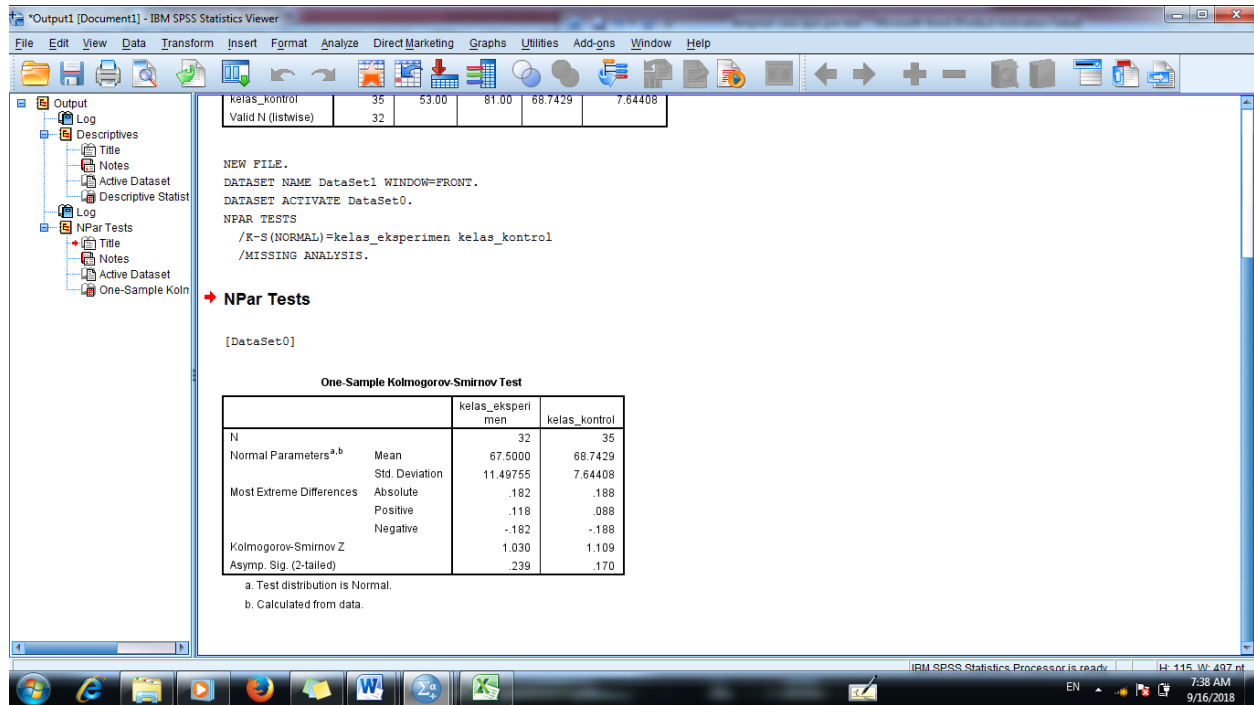 *Output1 [Document1] - IBM SPSS Statistics Viewer
File Edit View Data Transform Insert Format Analyze Direct Marketing Graphs Utilities Add-ons Window Help
Output
Log
Descriptives
Title
Notes
Active Dataset
Descriptive Statist
Log
NPar Tests
Title
Notes
Active Dataset
One-Sample Koln
kelas_kontrol 35 53.00 81.00 68.7429 7.64408
Valid N (listwise) 32
NEW FILE.
DATASET NAME DataSet1 WINDOW=FRONT.
DATASET ACTIVATE DataSet0.
NPAR TESTS
/K-S(NORMAL)=kelas_eksperimen kelas_kontrol
/MISSING ANALYSIS.
NPar Tests
[DataSet0]
One-Sample Kolmogorov-Smirnov Test
kelas_eksperi
men kelas_kontrol
N 32 35
Normal Parameters a,b Mean 67.5000 68.7429
Std. Deviation 11.49755 7.64408
Most Extreme Differences Absolute .182 .188
Positive .118 .088
Negative -.182 -.188
Kolmogorov-Smirnov Z 1.030 1.109
Asymp. Sig. (2-tailed) .239 .170
a. Test distribution is Normal.
b. Calculated from data.
IBM SPSS Statistics Processor is ready H: 115, W: 497 pt
EN 7:38 AM
9/16/2018